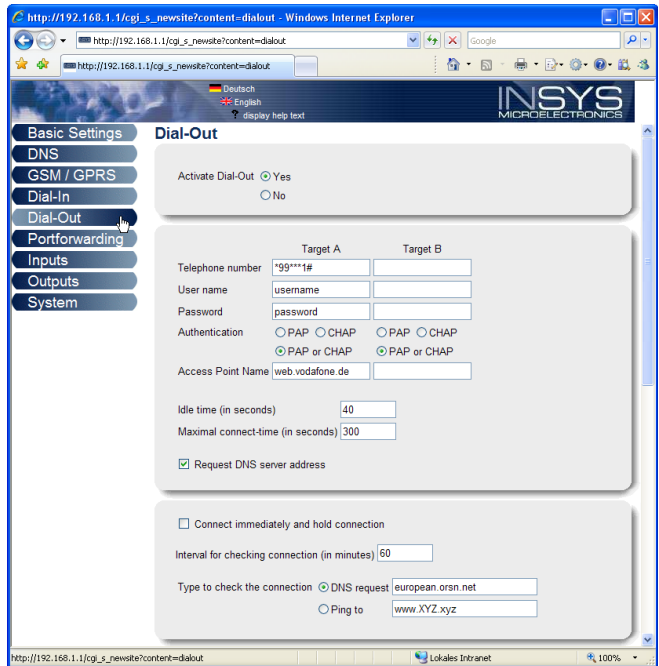 http://192.168.1.1/cgi_s_newsite?content=dialout - Windows Internet Explorer
http://192.168.1.1/cgi_s_newsite?content=dialout
Google
http://192.168.1.1/cgi_s_newsite?content=dialout
Deutsch
English
? display help text
INSYS
MICROELECTRONICS
Basic Settings
DNS
GSM / GPRS
Dial-In
Dial-Out
Portforwarding
Inputs
Outputs
System
Dial-Out
Activate Dial-Out Yes
No
Target A Target B
Telephone number *99***1#
User name username
Password password
Authentication PAP CHAP PAP CHAP
PAP or CHAP PAP or CHAP
Access Point Name web.vodafone.de
Idle time (in seconds) 40
Maximal connect-time (in seconds) 300
Request DNS server address
Connect immediately and hold connection
Interval for checking connection (in minutes) 60
Type to check the connection DNS request european.orsn.net
Ping to www.XYZ.xyz
http://192.168.1.1/cgi_s_newsite?content=dialout Lokales Intranet 100%